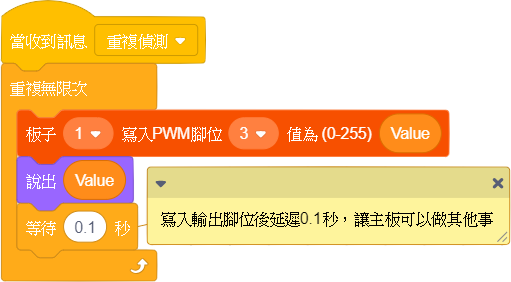 當收到訊息 重複偵測
重複無限次
板子 1 寫入PWM腳位 3 值為 (0-255) Value
說出 Value
等待 0.1 秒
寫入輸出腳位後延遲0.1秒，讓主板可以做其他事